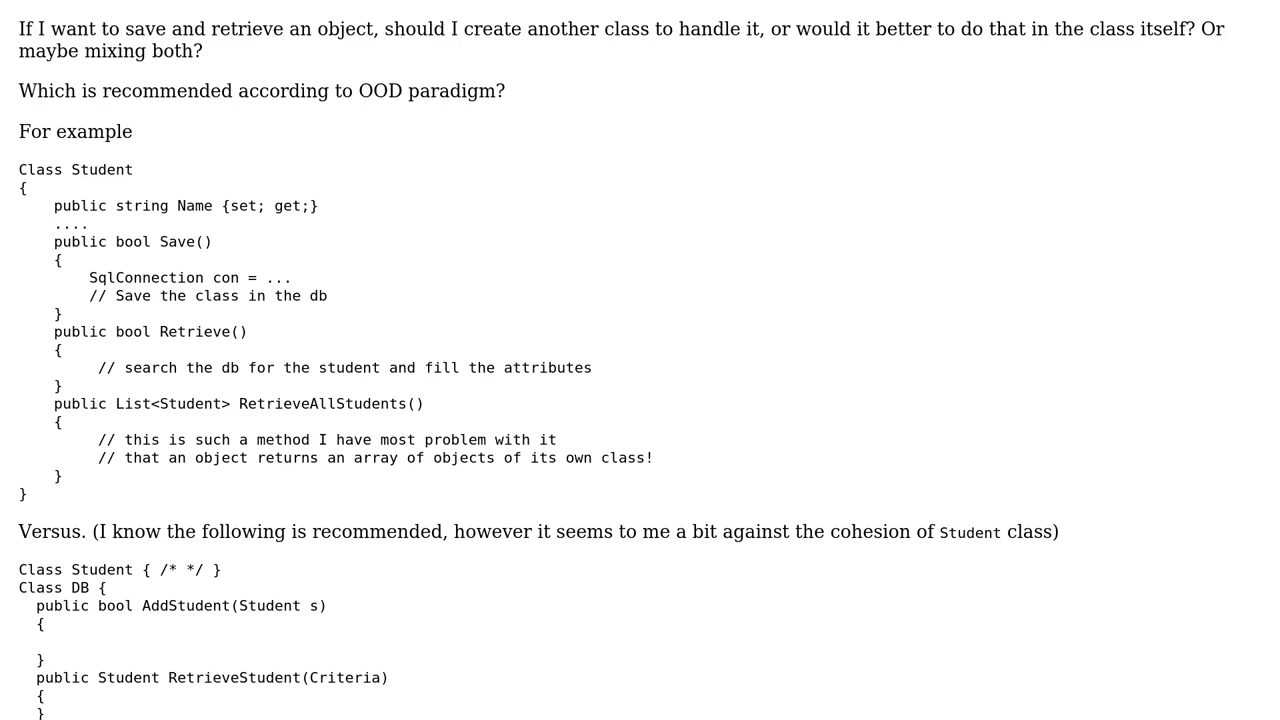 If I want to save and retrieve an object, should I create another class to handle it, or would it better to do that in the class itself? Or
maybe mixing both?
Which is recommended according to OOD paradigm?
For example
Class Student
{
    public string Name {set; get;}
    ....
    public bool Save()
    {
        SqlConnection con = ...
        // Save the class in the db
    }
    public bool Retrieve()
    {
         // search the db for the student and fill the attributes
    }
    public List<Student> RetrieveAllStudents()
    {
         // this is such a method I have most problem with it
         // that an object returns an array of objects of its own class!
    }
}
Versus. (I know the following is recommended, however it seems to me a bit against the cohesion of Student class)
Class Student { /* */ }
Class DB {
  public bool AddStudent(Student s)
  {
  }
  public Student RetrieveStudent(Criteria)
  {
  }